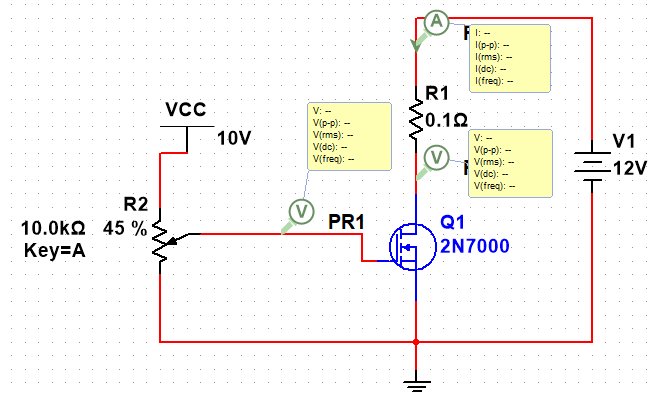 A
I: --
I(p-p): --
I(rms): --
I(dc): --
I(freq): --
R1
0.1Ω
VCC
10V
V: --
V(p-p): --
V(rms): --
V(dc): --
V(freq): --
V
V: --
V(p-p): --
V(rms): --
V(dc): --
V(freq): --
V1
12V
R2
10.0kΩ
45 %
Key=A
V
PR1
Q1
2N7000